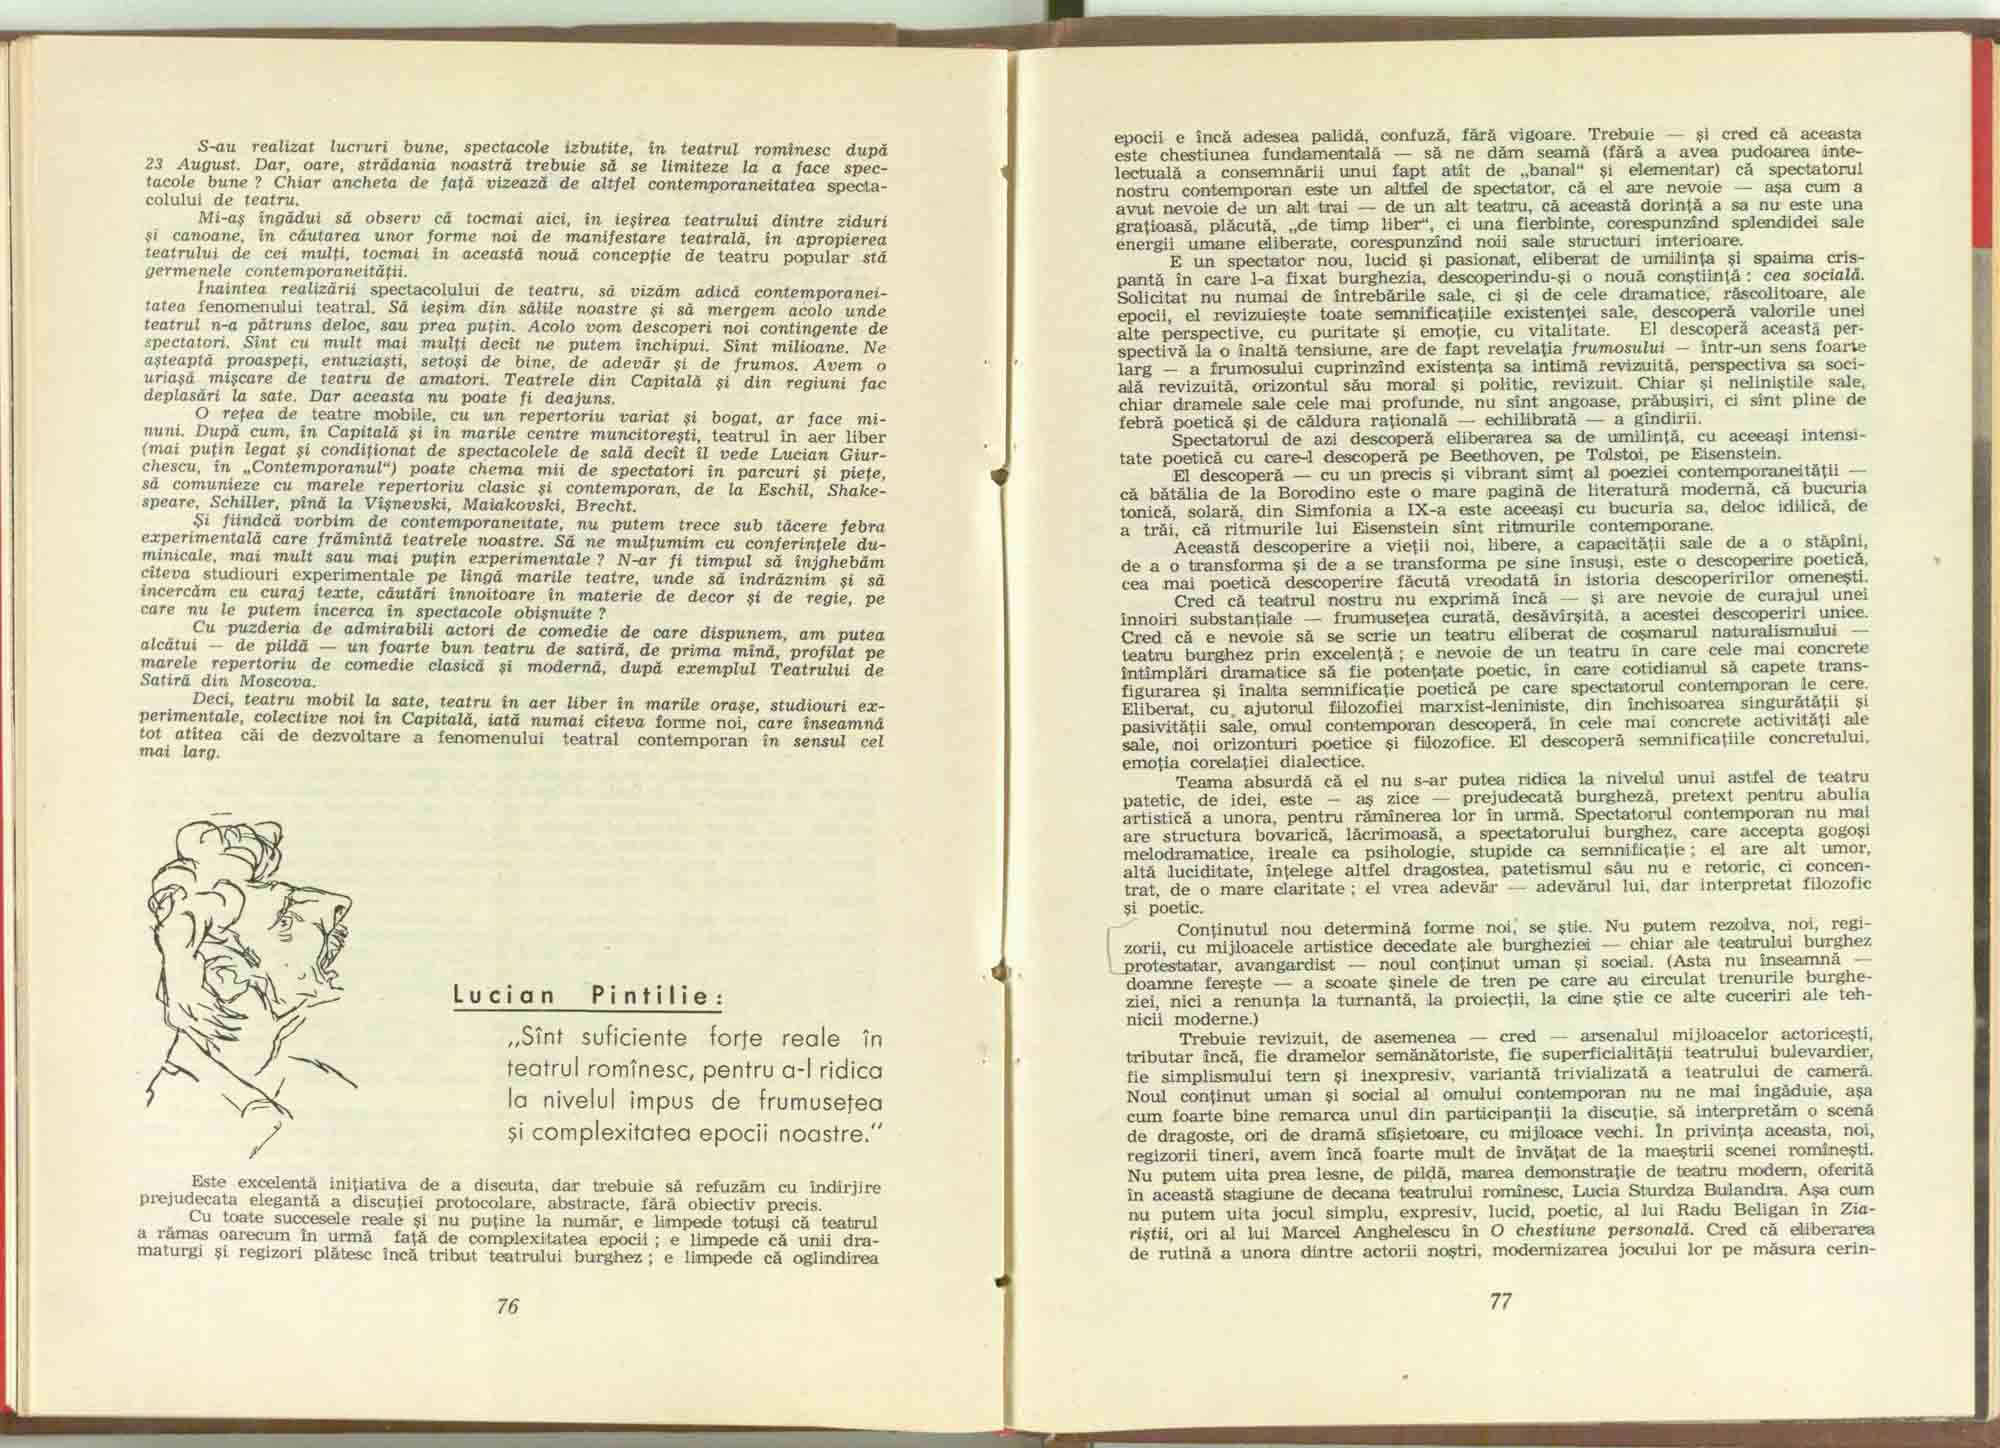 S-au realizat lucruri bune, spectacole izbutite, în teatrul romînesc după
23 August. Dar, oare, strădania noastră trebuie să se limiteze la a face spec-
tacole bune ? Chiar ancheta de față vizează de altfel contemporaneitatea specta-
colului de teatru.
Mi-aș îngădui să observ că tocmai aici, în ieșirea teatrului dintre ziduri
și canoane, în căutarea unor forme noi de manifestare teatrală, în apropierea
teatrului de cei mulți, tocmai în această nouă concepție de teatru popular stă
germenele contemporaneității.
Înaintea realizării spectacolului de teatru, să vizăm adică contemporanei-
tatea fenomenului teatral. Să ieșim din sălile noastre și să mergem acolo unde
teatrul n-a pătruns deloc, sau prea puțin. Acolo vom descoperi noi contingente de
spectatori. Sînt cu mult mai mulți decît ne putem închipui. Sînt milioane. Ne
așteaptă proaspeți, entuziaști, setoși de bine, de adevăr și de frumos. Avem o
uriașă mișcare de teatru de amatori. Teatrele din Capitală și din regiuni fac
deplasări la sate. Dar aceasta nu poate fi deajuns.
O rețea de teatre mobile, cu un repertoriu variat și bogat, ar face mi-
nuni. După cum, în Capitală și în marile centre muncitorești, teatrul în aer liber
(mai puțin legat și condiționat de spectacolele de sală decît îl vede Lucian Giur-
chescu, în „Contemporanul“) poate chema mii de spectatori în parcuri și piețe,
să comunieze cu marele repertoriu clasic și contemporan, de la Eschil, Shake-
speare, Schiller, pînă la Vișnevski, Maiakovski, Brecht.
Și fiindcă vorbim de contemporaneitate, nu putem trece sub tăcere febra
experimentală care frămîntă teatrele noastre. Să ne mulțumim cu conferințele du-
minicale, mai mult sau mai puțin experimentale ? N-ar fi timpul să înjghebăm
cîteva studiouri experimentale pe lîngă marile teatre, unde să îndrăznim și să
încercăm cu curaj texte, căutări înnoitoare în materie de decor și de regie, pe
care nu le putem încerca în spectacole obișnuite ?
Cu puzderia de admirabili actori de comedie de care dispunem, am putea
alcătui — de pildă — un foarte bun teatru de satiră, de prima mînă, profilat pe
marele repertoriu de comedie clasică și modernă, după exemplul Teatrului de
Satiră din Moscova.
Deci, teatru mobil la sate, teatru în aer liber în marile orașe, studiouri ex-
perimentale, colective noi în Capitală, iată numai cîteva forme noi, care înseamnă
tot atîtea căi de dezvoltare a fenomenului teatral contemporan în sensul cel
mai larg.
Lucian Pintilie:
„Sînt suficiente forțe reale în
teatrul romînesc, pentru a-l ridica
la nivelul impus de frumusețea
și complexitatea epocii noastre.”
Este excelentă inițiativa de a discuta, dar trebuie să refuzăm cu îndîrjire
prejudecata elegantă a discuției protocolare, abstracte, fără obiectiv precis.
Cu toate succesele reale și nu puține la număr, e limpede totuși că teatrul
a rămas oarecum în urmă față de complexitatea epocii ; e limpede că unii dra-
maturgi și regizori plătesc încă tribut teatrului burghez ; e limpede că oglindirea
76
epocii e încă adesea palidă, confuză, fără vigoare. Trebuie — și cred că aceasta
este chestiunea fundamentală — să ne dăm seamă (fără a avea pudoarea inte-
lectuală a consemnării unui fapt atît de „banal“ și elementar) că spectatorul
nostru contemporan este un altfel de spectator, că el are nevoie — așa cum a
avut nevoie de un alt trai — de un alt teatru, că această dorință a sa nu este una
grațioasă, plăcută, „de timp liber“, ci una fierbinte, corespunzînd splendidei sale
energii umane eliberate, corespunzînd noii sale structuri interioare.
E un spectator nou, lucid și pasionat, eliberat de umilința și spaima cris-
pantă în care l-a fixat burghezia, descoperindu-și o nouă conștiință : cea socială.
Solicitat nu numai de întrebările sale, ci și de cele dramatice, răscolitoare, ale
epocii, el revizuiește toate semnificațiile existenței sale, descoperă valorile unei
alte perspective, cu puritate și emoție, cu vitalitate. El descoperă această per-
spectivă la o înaltă tensiune, are de fapt revelația frumosului — într-un sens foarte
larg — a frumosului cuprinzînd existența sa intimă revizuită, perspectiva sa soci-
ală revizuită, orizontul său moral și politic, revizuit. Chiar și neliniștile sale,
chiar dramele sale cele mai profunde, nu sînt angoase, prăbușiri, ci sînt pline de
febră poetică și de căldura rațională — echilibrată — a gîndirii.
Spectatorul de azi descoperă eliberarea sa de umilință, cu aceeași intensi-
tate poetică cu care-l descoperă pe Beethoven, pe Tolstoi, pe Eisenstein.
El descoperă — cu un precis și vibrant simț al poeziei contemporaneității —
că bătălia de la Borodino este o mare pagină de literatură modernă, că bucuria
tonică, solară, din Simfonia a IX-a este aceeași cu bucuria sa, deloc idilică, de
a trăi, că ritmurile lui Eisenstein sînt ritmurile contemporane.
Această descoperire a vieții noi, libere, a capacității sale de a o stăpîni,
de a o transforma și de a se transforma pe sine însuși, este o descoperire poetică,
cea mai poetică descoperire făcută vreodată în istoria descoperirilor omenești.
Cred că teatrul nostru nu exprimă încă — și are nevoie de curajul unei
înnoiri substanțiale — frumusețea curată, desăvîrșită, a acestei descoperiri unice.
Cred că e nevoie să se scrie un teatru eliberat de coșmarul naturalismului —
teatru burghez prin excelență ; e nevoie de un teatru în care cele mai concrete
întîmplări dramatice să fie potențate poetic, în care cotidianul să capete trans-
figurarea și înalta semnificație poetică pe care spectatorul contemporan le cere.
Eliberat, cu ajutorul filozofiei marxist-leniniste, din închisoarea singurătății și
pasivității sale, omul contemporan descoperă, în cele mai concrete activități ale
sale, noi orizonturi poetice și filozofice. El descoperă semnificațiile concretului,
emoția corelației dialectice.
Teama absurdă că el nu s-ar putea ridica la nivelul unui astfel de teatru
patetic, de idei, este — aș zice — prejudecată burgheză, pretext pentru abulia
artistică a unora, pentru rămînerea lor în urmă. Spectatorul contemporan nu mai
are structura bovarică, lăcrimoasă, a spectatorului burghez, care accepta gogoși
melodramatice, ireale ca psihologie, stupide ca semnificație ; el are alt umor,
altă luciditate, înțelege altfel dragostea, patetismul său nu e retoric, ci concen-
trat, de o mare claritate ; el vrea adevăr — adevărul lui, dar interpretat filozofic
și poetic.
Conținutul nou determină forme noi, se știe. Nu putem rezolva, noi, regi-
zorii, cu mijloacele artistice decedate ale burgheziei — chiar ale teatrului burghez
protestatar, avangardist — noul conținut uman și social. (Asta nu înseamnă —
doamne ferește — a scoate șinele de tren pe care au circulat trenurile burghe-
ziei, nici a renunța la turnantă, la proiecții, la cine știe ce alte cuceriri ale teh-
nicii moderne.)
Trebuie revizuit, de asemenea — cred — arsenalul mijloacelor actoricești,
tributar încă, fie dramelor semănătoriste, fie superficialității teatrului bulevardier,
fie simplismului tern și inexpresiv, variantă trivializată a teatrului de cameră.
Noul conținut uman și social al omului contemporan nu ne mai îngăduie, așa
cum foarte bine remarca unul din participanții la discuție, să interpretăm o scenă
de dragoste, ori de dramă sfîșietoare, cu mijloace vechi. În privința aceasta, noi,
regizorii tineri, avem încă foarte mult de învățat de la maeștrii scenei romînești.
Nu putem uita prea lesne, de pildă, marea demonstrație de teatru modern, oferită
în această stagiune de decana teatrului romînesc, Lucia Sturdza Bulandra. Așa cum
nu putem uita jocul simplu, expresiv, lucid, poetic, al lui Radu Beligan în Zia-
riștii, ori al lui Marcel Anghelescu în O chestiune personală. Cred că eliberarea
de rutină a unora dintre actorii noștri, modernizarea jocului lor pe măsura cerin-
77